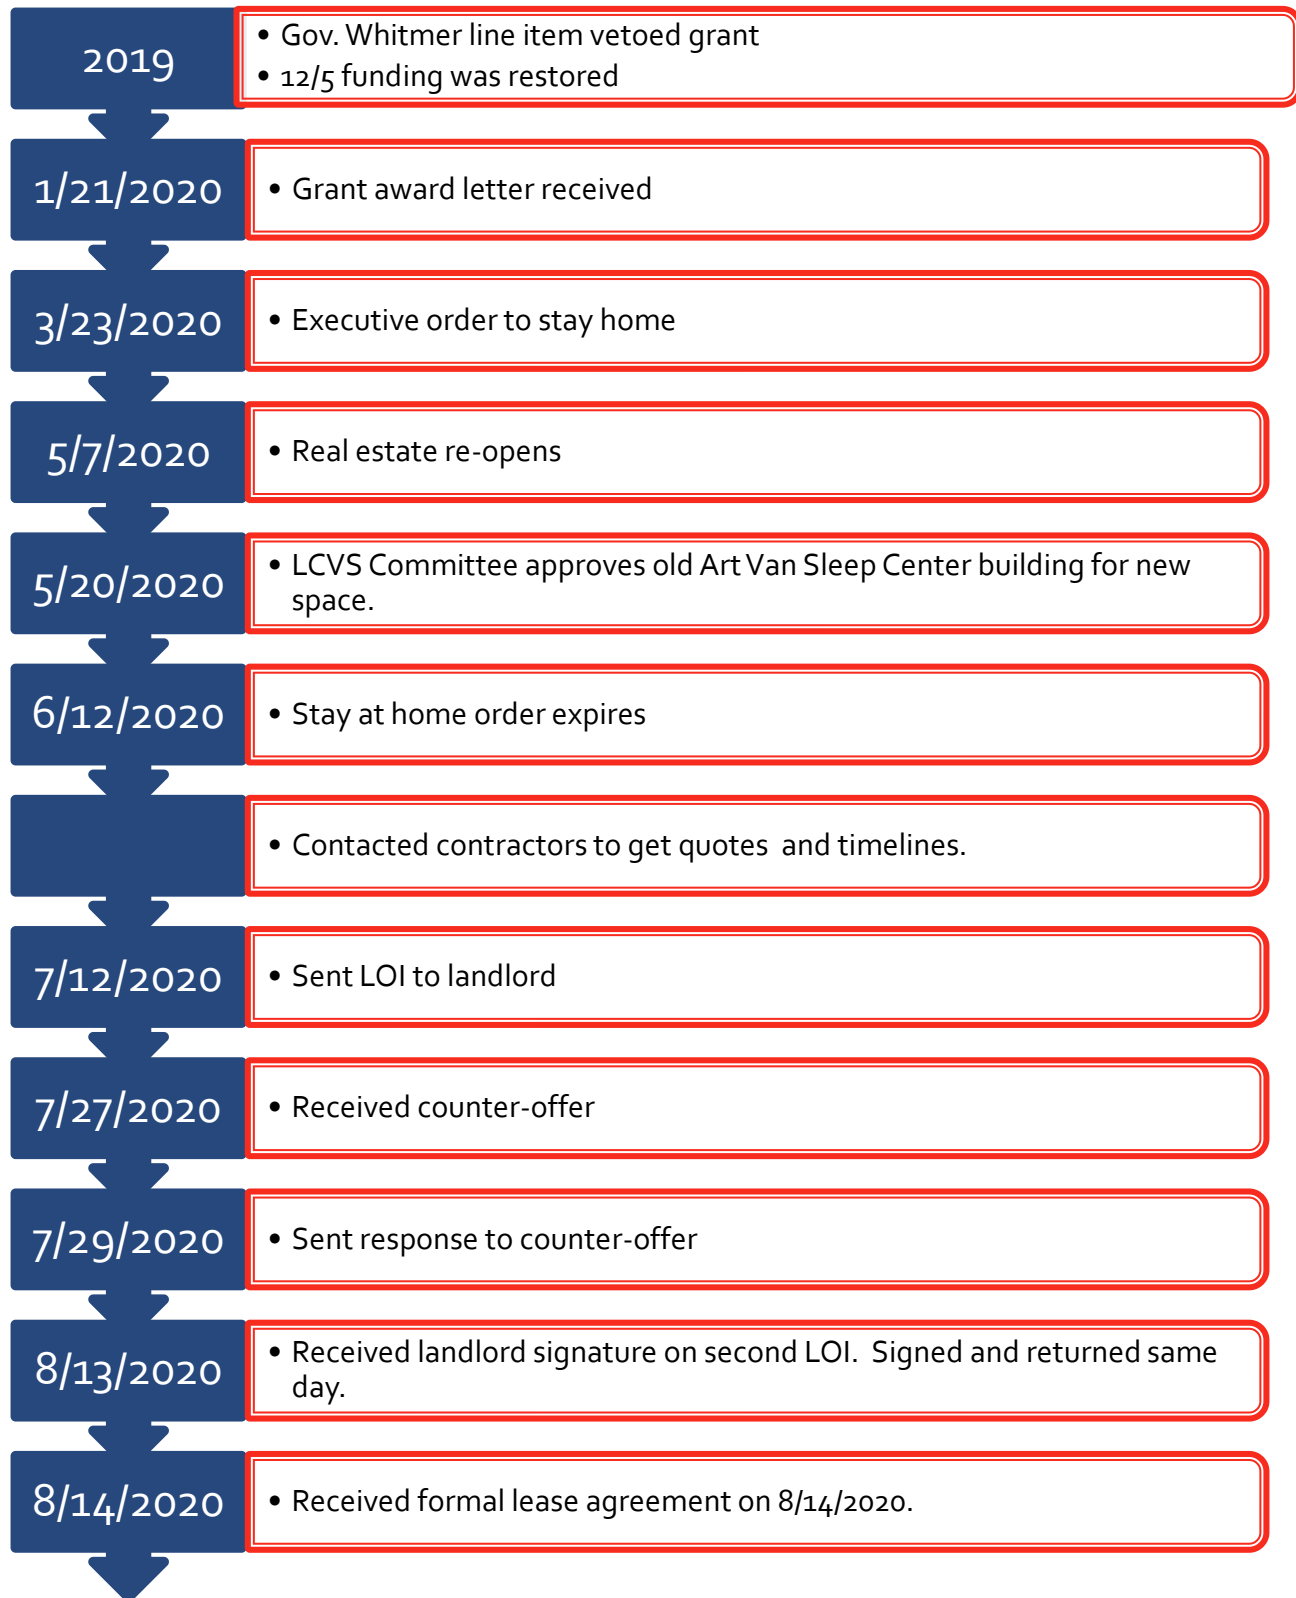 2019
• Gov. Whitmer line item vetoed grant
• 12/5 funding was restored
1/21/2020
• Grant award letter received
3/23/2020
• Executive order to stay home
5/7/2020
• Real estate re-opens
5/20/2020
• LCVS Committee approves old Art Van Sleep Center building for new
space.
6/12/2020
• Stay at home order expires
• Contacted contractors to get quotes  and timelines.
7/12/2020
• Sent LOI to landlord
7/27/2020
• Received counter-offer
7/29/2020
• Sent response to counter-offer
8/13/2020
• Received landlord signature on second LOI.  Signed and returned same
day.
8/14/2020
• Received formal lease agreement on 8/14/2020.